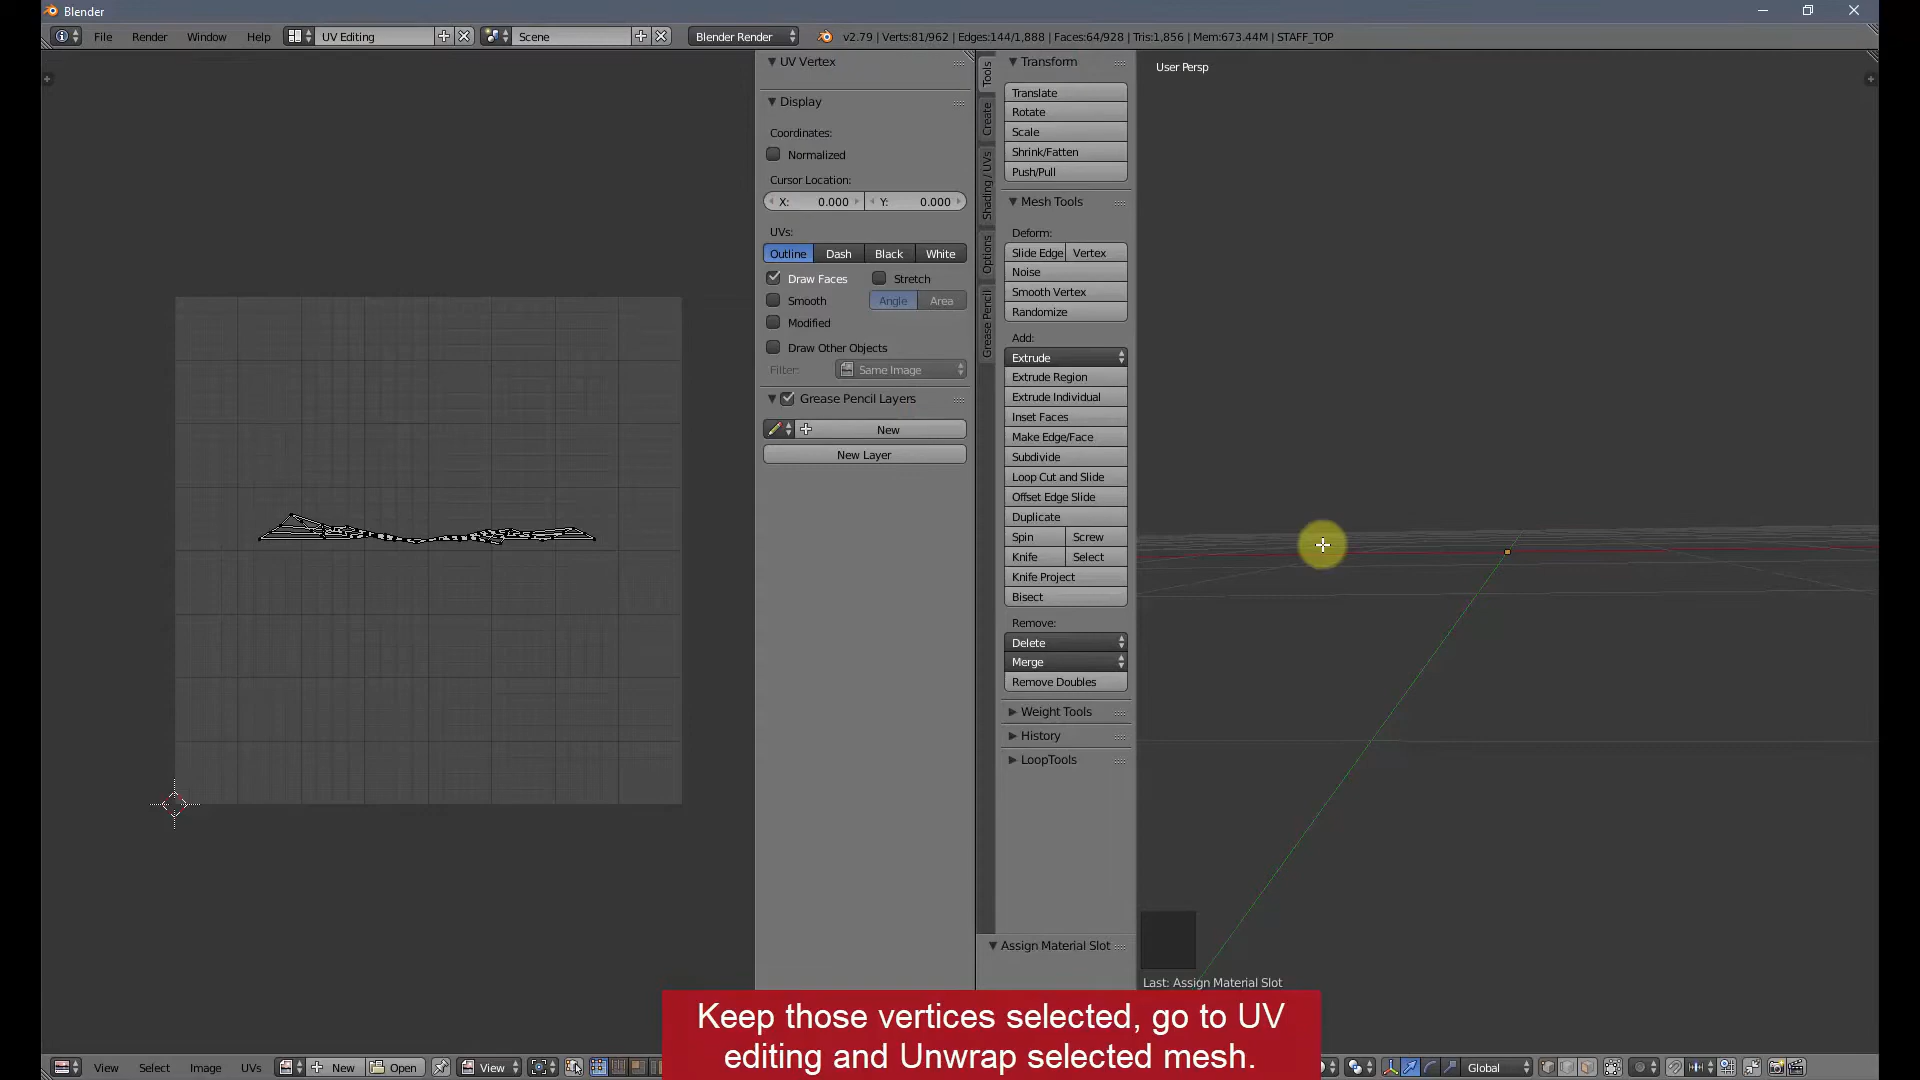 Blender
File Render Window Help UV Editing Scene Blender Render v2.79 | Verts:81/962 | Edges:144/1,888 | Faces:64/928 | Tris:1,856 | Mem:673.44M | STAFF_TOP
UV Vertex
Display
Coordinates:
Normalized
Cursor Location:
X: 0.000 Y: 0.000
UVs:
Outline Dash Black White
Draw Faces Stretch
Smooth Angle Area
Modified
Draw Other Objects
Filter: Same Image
Grease Pencil Layers
New
New Layer
Tools
Create
Shading / UVs
Options
Grease Pencil
Transform
Translate
Rotate
Scale
Shrink/Fatten
Push/Pull
Mesh Tools
Deform:
Slide Edge Vertex
Noise
Smooth Vertex
Randomize
Add:
Extrude
Extrude Region
Extrude Individual
Inset Faces
Make Edge/Face
Subdivide
Loop Cut and Slide
Offset Edge Slide
Duplicate
Spin Screw
Knife Select
Knife Project
Bisect
Remove:
Delete
Merge
Remove Doubles
Weight Tools
History
LoopTools
Assign Material Slot
User Persp
Last: Assign Material Slot
Keep those vertices selected, go to UV
editing and Unwrap selected mesh.
View Select Image UVs New Open View Global